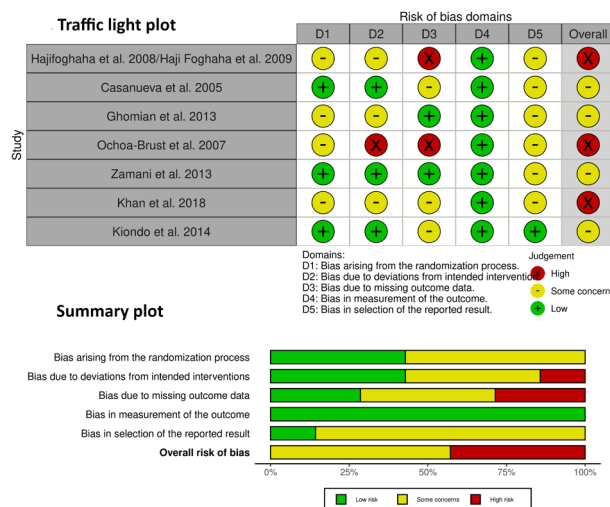 Traffic light plot
Risk of bias domains
D1 D2 D3 D4 D5 Overall
Study
Hajifoghaha et al. 2008/Haji Foghaha et al. 2009 - - X + - X
Casanueva et al. 2005 + + - + - -
Ghomian et al. 2013 - - + + - -
Ochoa-Brust et al. 2007 - X X + - X
Zamani et al. 2013 + + + + - -
Khan et al. 2018 - - - + - X
Kiondo et al. 2014 + + - + + -
Domains:
D1: Bias arising from the randomization process.
D2: Bias due to deviations from intended intervention
D3: Bias due to missing outcome data.
D4: Bias in measurement of the outcome.
D5: Bias in selection of the reported result.
Judgement
X High
- Some concern
+ Low
Summary plot
Bias arising from the randomization process
Bias due to deviations from intended interventions
Bias due to missing outcome data
Bias in measurement of the outcome
Bias in selection of the reported result
Overall risk of bias
0% 25% 50% 75% 100%
Low risk Some concerns High risk